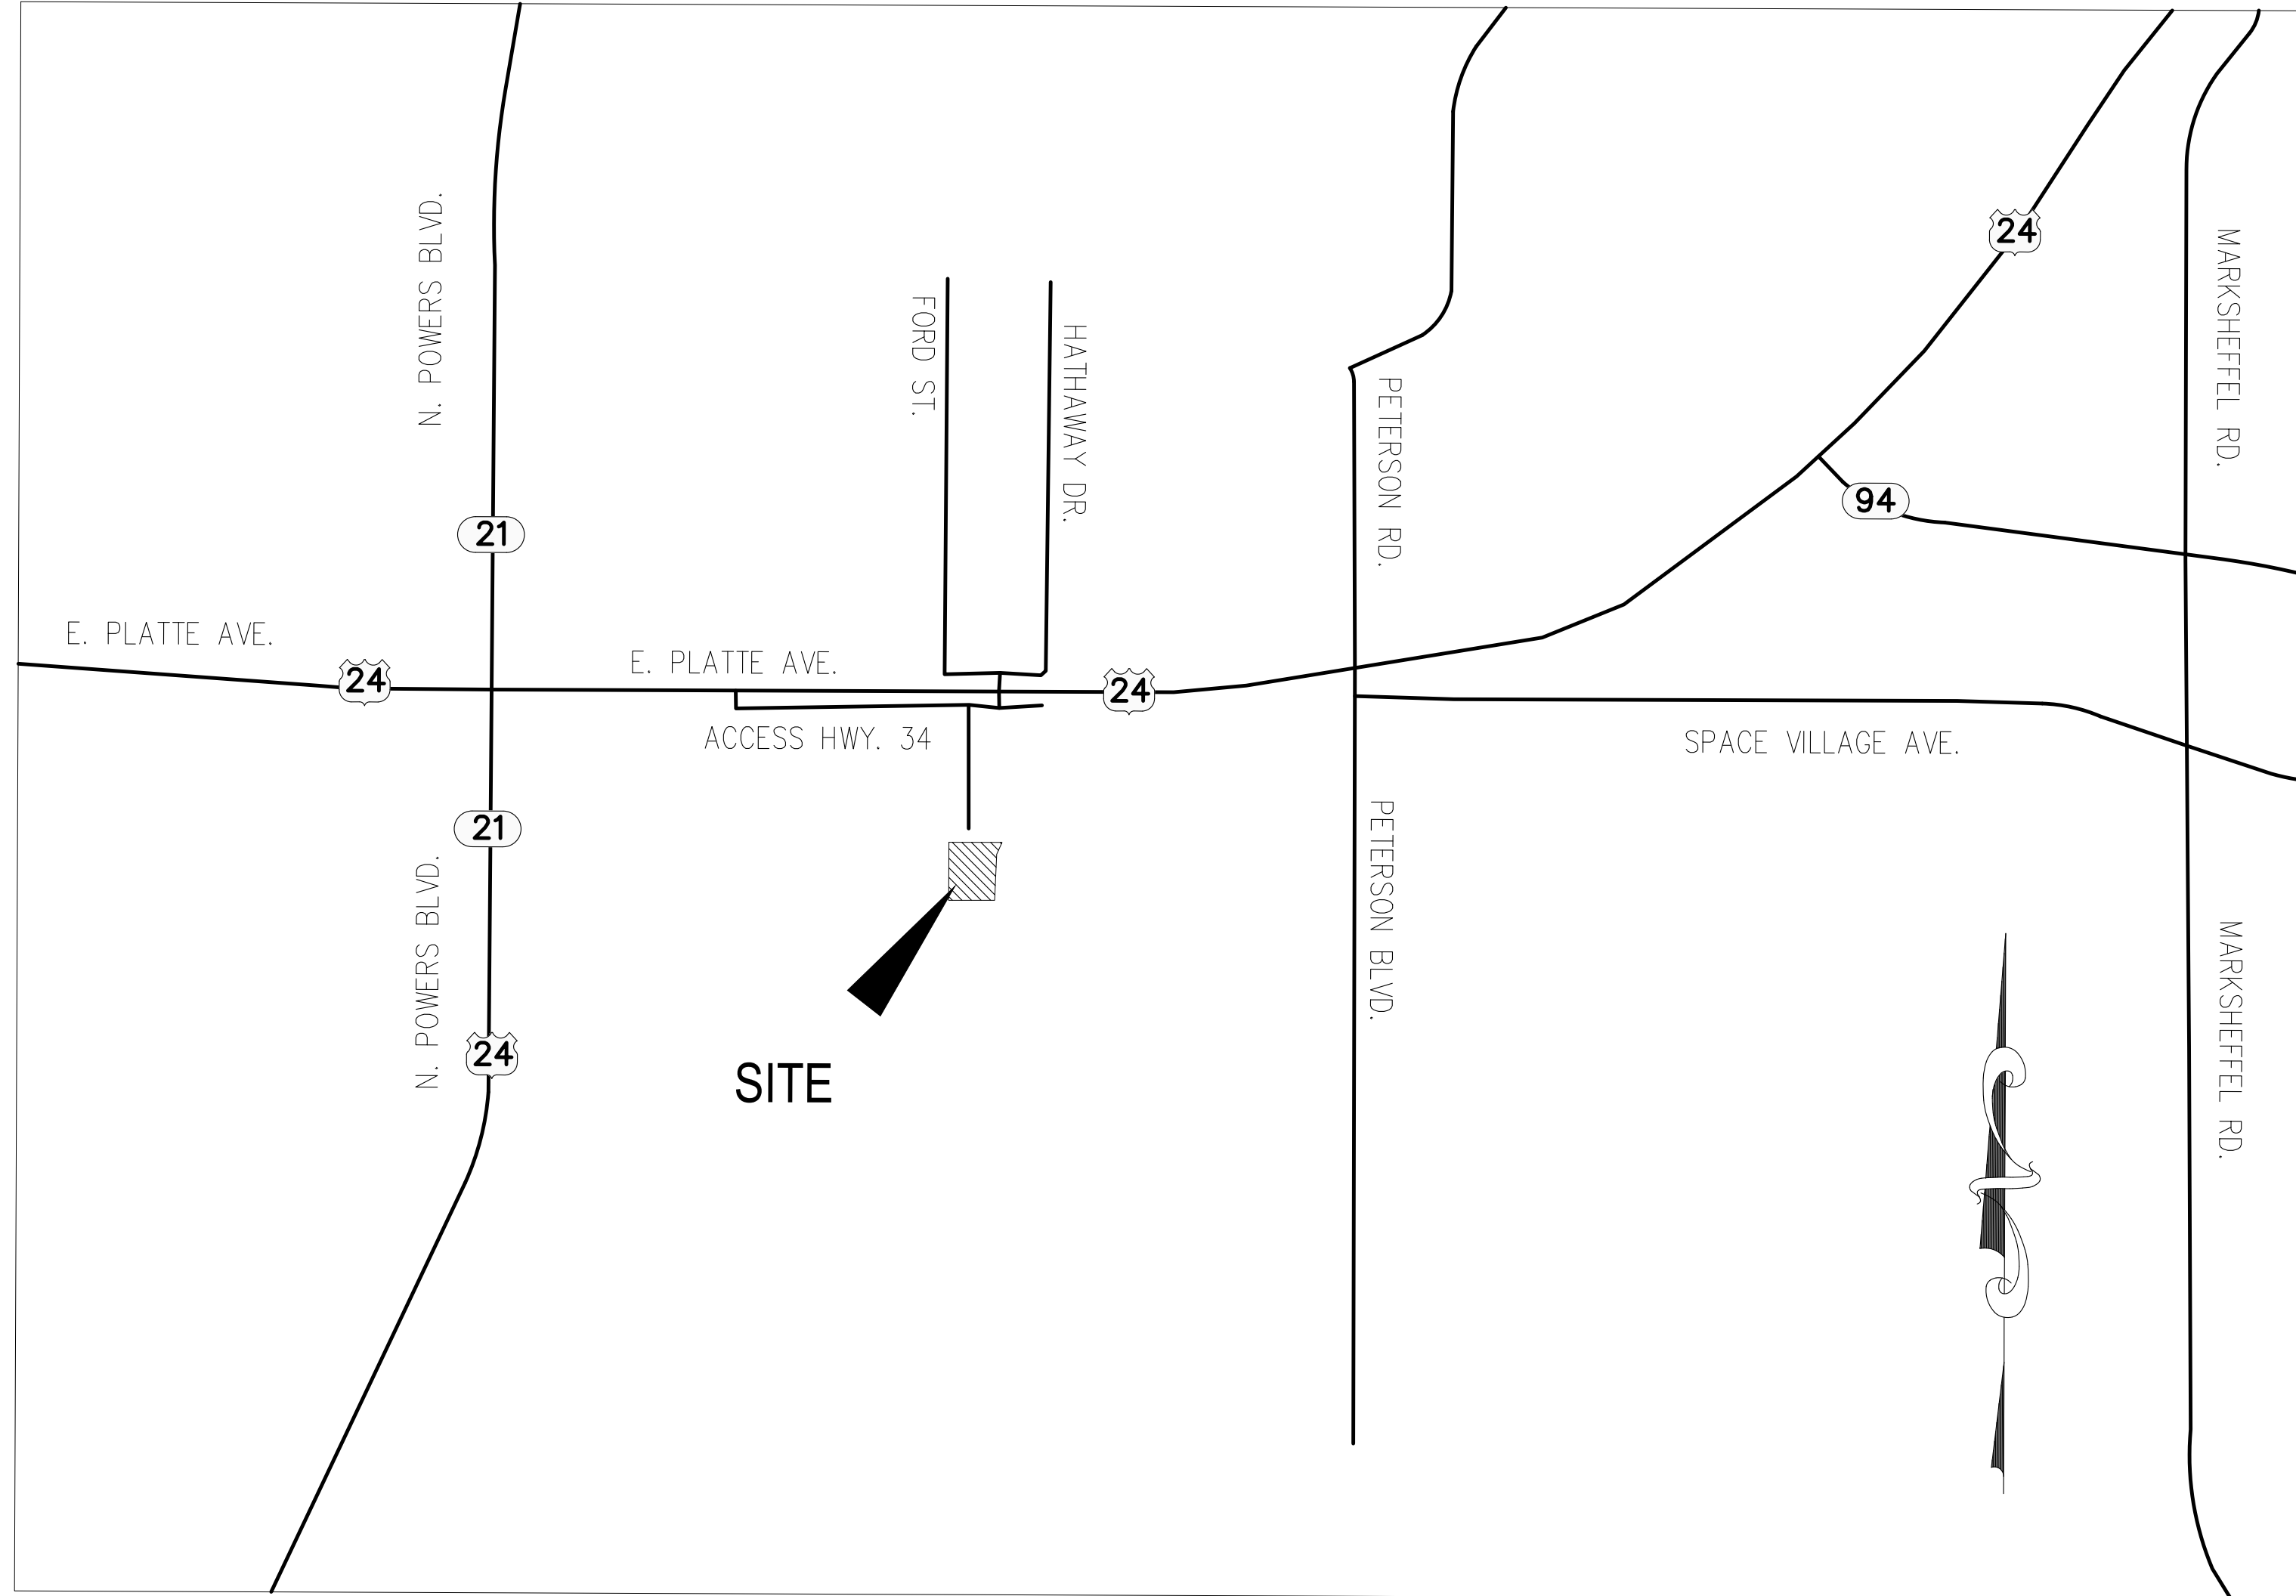 N. POWERS BLVD.
FORD ST.
HATHAWAY DR.
PETERSON RD.
24
MARKSHEFFEL RD.
94
21
E. PLATTE AVE.
24
E. PLATTE AVE.
24
ACCESS HWY. 34
SPACE VILLAGE AVE.
21
N. POWERS BLVD.
24
PETERSON BLVD.
MARKSHEFFEL RD.
SITE